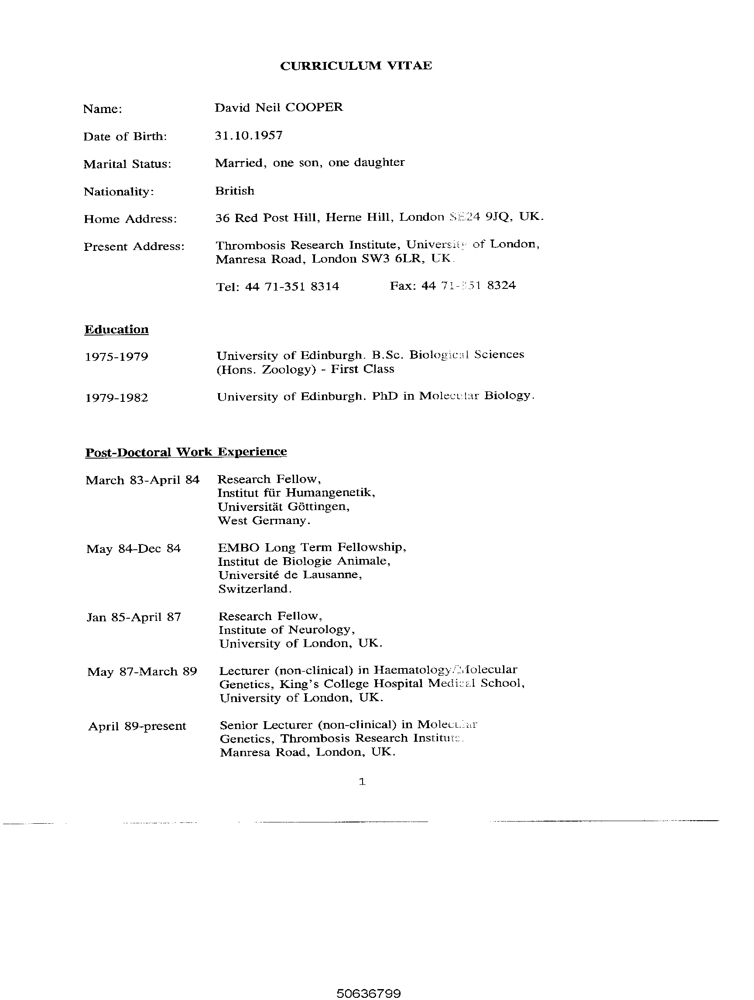 CURRICULUM VITAE
Name: David Neil COOPER
Date of Birth: 31.10.1957
Marital Status: Married, one son, one daughter
Nationality: British
Home Address: 36 Red Post Hill, Herne Hill, London SE24 9JQ, UK.
Present Address: Thrombosis Research Institute, University of London,
Manresa Road, London SW3 6LR, UK.
Tel: 44 71-351 8314 Fax: 44 71-351 8324
Education
1975-1979 University of Edinburgh. B.Sc. Biological Sciences
(Hons. Zoology) - First Class
1979-1982 University of Edinburgh. PhD in Molecular Biology.
Post-Doctoral Work Experience
March 83-April 84 Research Fellow,
Institut für Humangenetik,
Universität Göttingen,
West Germany.
May 84-Dec 84 EMBO Long Term Fellowship,
Institut de Biologie Animale,
Université de Lausanne,
Switzerland.
Jan 85-April 87 Research Fellow,
Institute of Neurology,
University of London, UK.
May 87-March 89 Lecturer (non-clinical) in Haematology/Molecular
Genetics, King's College Hospital Medical School,
University of London, UK.
April 89-present Senior Lecturer (non-clinical) in Molecular
Genetics, Thrombosis Research Institute,
Manresa Road, London, UK.
1
50636799